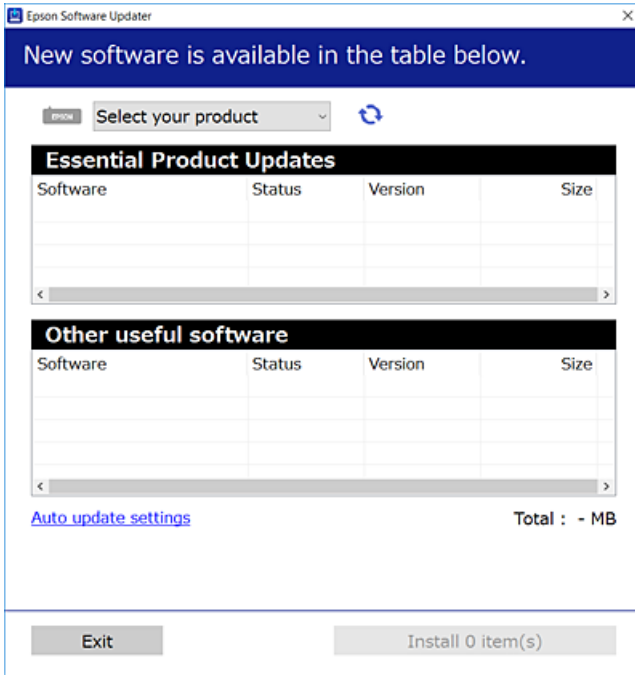 Epson Software Updater
New software is available in the table below.
EPSON Select your product
Essential Product Updates
Software Status Version Size
Other useful software
Software Status Version Size
Auto update settings Total : - MB
Exit Install 0 item(s)